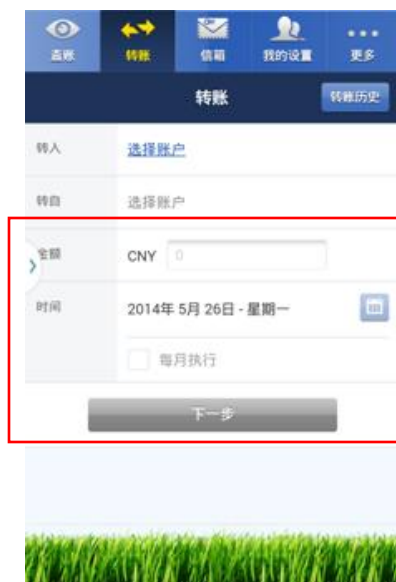 查账 转账 信箱 我的设置 更多
转账 转账历史
转入 选择账户
转自 选择账户
金额 CNY 0
时间 2014年 5月 26日 - 星期一
每月执行
下一步